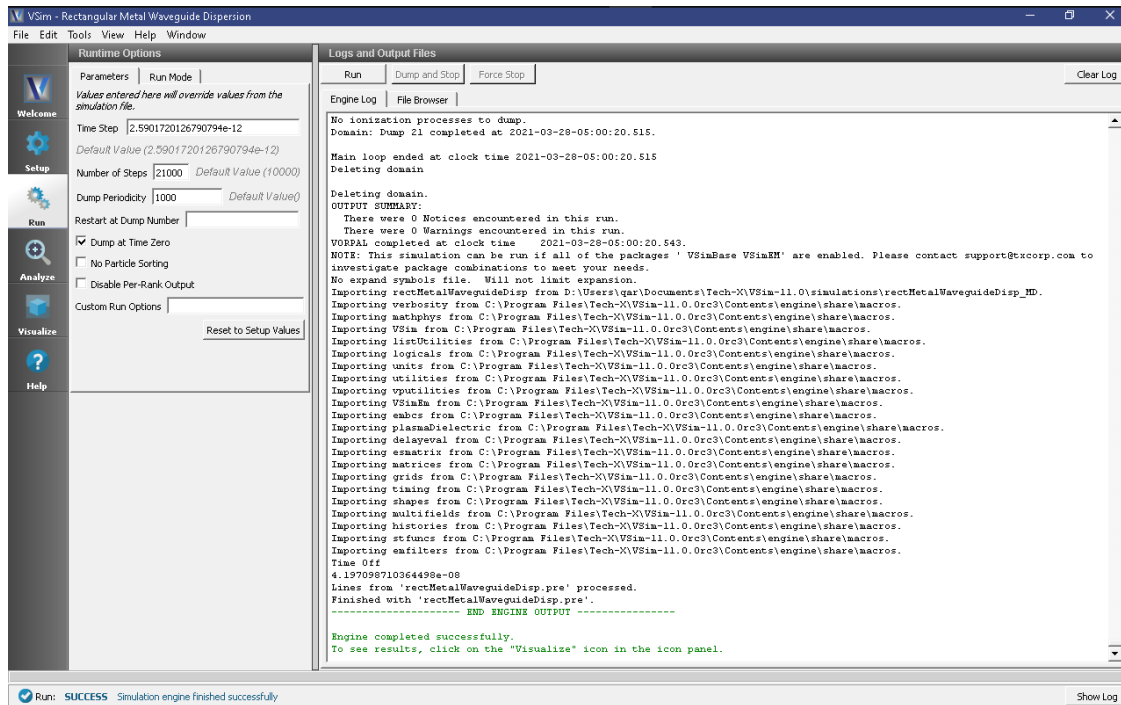 VSim - Rectangular Metal Waveguide Dispersion
File Edit Tools View Help Window
Welcome
Setup
Run
Analyze
Visualize
Help
Runtime Options
Parameters Run Mode
Values entered here will override values from the
simulation file.
Time Step 2.5901720126790794e-12
Default Value (2.5901720126790794e-12)
Number of Steps 21000 Default Value (10000)
Dump Periodicity 1000 Default Value()
Restart at Dump Number
Dump at Time Zero
No Particle Sorting
Disable Per-Rank Output
Custom Run Options
Reset to Setup Values
Logs and Output Files
Run Dump and Stop Force Stop Clear Log
Engine Log File Browser
No ionization processes to dump.
Domain: Dump 21 completed at 2021-03-28-05:00:20.515.
Main loop ended at clock time 2021-03-28-05:00:20.515
Deleting domain
Deleting domain.
OUTPUT SUMMARY:
There were 0 Notices encountered in this run.
There were 0 Warnings encountered in this run.
VORPAL completed at clock time 2021-03-28-05:00:20.543.
NOTE: This simulation can be run if all of the packages ' VSimBase VSimEM' are enabled. Please contact support@txcorp.com to
investigate package combinations to meet your needs.
No expand symbols file. Will not limit expansion.
Importing rectMetalWaveguideDisp from D:\Users\qar\Documents\Tech-X\VSim-11.0\simulations\rectMetalWaveguideDisp_MD.
Importing verbosity from C:\Program Files\Tech-X\VSim-11.0.0rc3\Contents\engine\share\macros.
Importing mathphys from C:\Program Files\Tech-X\VSim-11.0.0rc3\Contents\engine\share\macros.
Importing VSim from C:\Program Files\Tech-X\VSim-11.0.0rc3\Contents\engine\share\macros.
Importing listUtilities from C:\Program Files\Tech-X\VSim-11.0.0rc3\Contents\engine\share\macros.
Importing logicals from C:\Program Files\Tech-X\VSim-11.0.0rc3\Contents\engine\share\macros.
Importing units from C:\Program Files\Tech-X\VSim-11.0.0rc3\Contents\engine\share\macros.
Importing utilities from C:\Program Files\Tech-X\VSim-11.0.0rc3\Contents\engine\share\macros.
Importing vputilities from C:\Program Files\Tech-X\VSim-11.0.0rc3\Contents\engine\share\macros.
Importing VSimEm from C:\Program Files\Tech-X\VSim-11.0.0rc3\Contents\engine\share\macros.
Importing embcs from C:\Program Files\Tech-X\VSim-11.0.0rc3\Contents\engine\share\macros.
Importing plasmaDielectric from C:\Program Files\Tech-X\VSim-11.0.0rc3\Contents\engine\share\macros.
Importing delayeval from C:\Program Files\Tech-X\VSim-11.0.0rc3\Contents\engine\share\macros.
Importing esmatrix from C:\Program Files\Tech-X\VSim-11.0.0rc3\Contents\engine\share\macros.
Importing matrices from C:\Program Files\Tech-X\VSim-11.0.0rc3\Contents\engine\share\macros.
Importing grids from C:\Program Files\Tech-X\VSim-11.0.0rc3\Contents\engine\share\macros.
Importing timing from C:\Program Files\Tech-X\VSim-11.0.0rc3\Contents\engine\share\macros.
Importing shapes from C:\Program Files\Tech-X\VSim-11.0.0rc3\Contents\engine\share\macros.
Importing multifields from C:\Program Files\Tech-X\VSim-11.0.0rc3\Contents\engine\share\macros.
Importing histories from C:\Program Files\Tech-X\VSim-11.0.0rc3\Contents\engine\share\macros.
Importing stfuncs from C:\Program Files\Tech-X\VSim-11.0.0rc3\Contents\engine\share\macros.
Importing emfilters from C:\Program Files\Tech-X\VSim-11.0.0rc3\Contents\engine\share\macros.
Time Off
4.197098710364498e-08
Lines from 'rectMetalWaveguideDisp.pre' processed.
Finished with 'rectMetalWaveguideDisp.pre'.
-------------------- END ENGINE OUTPUT ----------------
Engine completed successfully.
To see results, click on the "Visualize" icon in the icon panel.
Run: SUCCESS Simulation engine finished successfully Show Log